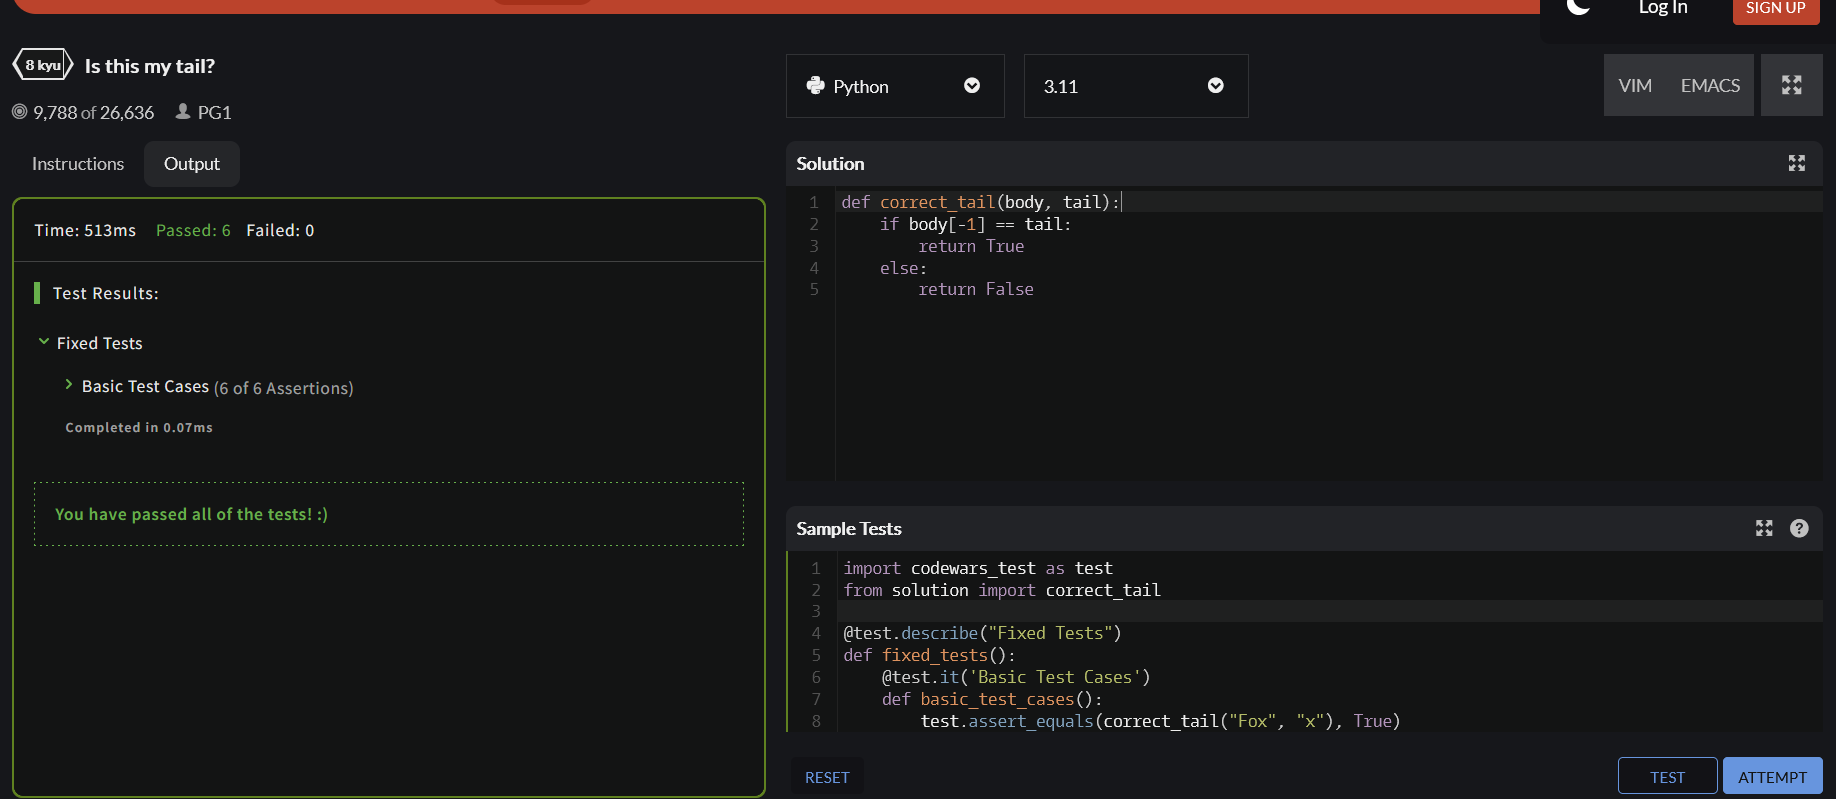 Log In
SIGN UP
8 kyu
Is this my tail?
9,788 of 26,636
PG1
Instructions
Output
Time: 513ms Passed: 6 Failed: 0
Test Results:
Fixed Tests
Basic Test Cases (6 of 6 Assertions)
Completed in 0.07ms
You have passed all of the tests! :)
Python
3.11
VIM
EMACS
Solution
1 def correct_tail(body, tail):
2     if body[-1] == tail:
3         return True
4     else:
5         return False
Sample Tests
?
1 import codewars_test as test
2 from solution import correct_tail
3
4 @test.describe("Fixed Tests")
5 def fixed_tests():
6     @test.it('Basic Test Cases')
7     def basic_test_cases():
8         test.assert_equals(correct_tail("Fox", "x"), True)
RESET
TEST
ATTEMPT